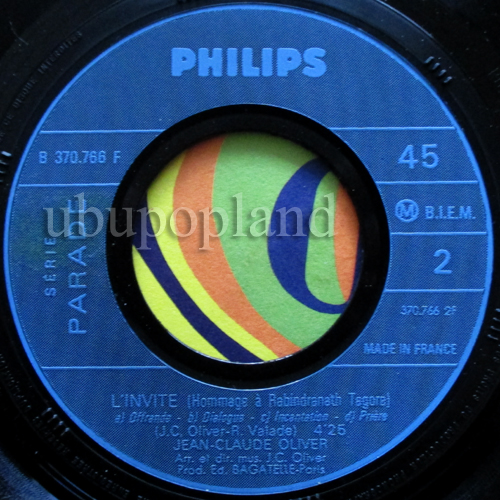 PHILIPS
B 370.766 F
45
ubupopland
M B.I.E.M.
SERIE
PARADE
2
370.766 2F
MADE IN FRANCE
L'INVITE (Hommage à Rabindranath Tagore)
a) Offrande - b) Dialogue - c) Incantation - d) Prière
(J.C. Oliver-R. Valade) 4'25
JEAN-CLAUDE OLIVER
Arr. et dir. mus. J.C. Oliver
Prod. Ed. BAGATELLE-Paris